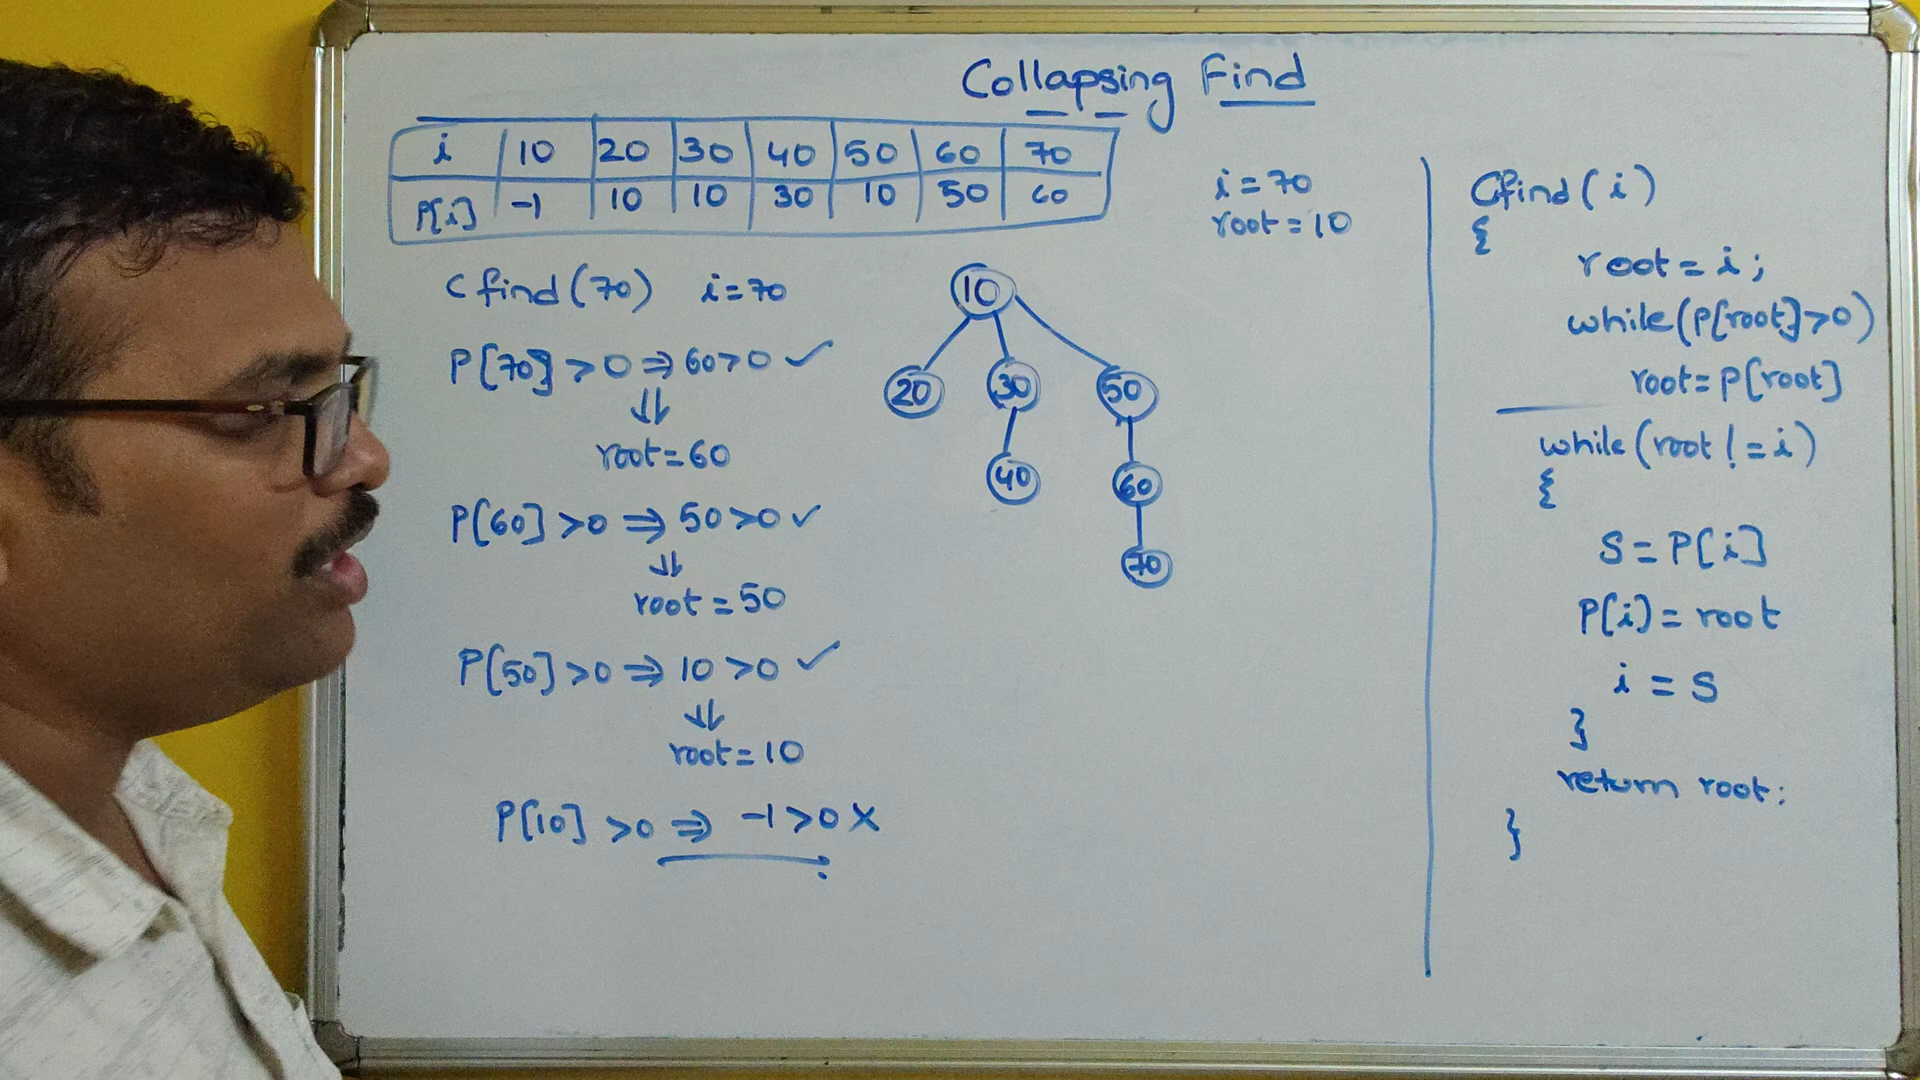 Collapsing Find
i 10 20 30 40 50 60 70
P[i] -1 10 10 30 10 50 60
i=70
root=10
Cfind(70) i=70
P[70]>0 ⇒ 60>0 ✓
⇓
root=60
P[60]>0 ⇒ 50>0 ✓
⇓
root=50
P[50]>0 ⇒ 10>0 ✓
⇓
root=10
P[10]>0 ⇒ -1>0 X
10
20 30 50
40 60
70
Cfind(i)
{
root=i;
while(P[root]>0)
root=P[root]
while(root!=i)
{
S=P[i]
P[i]=root
i=S
}
return root;
}